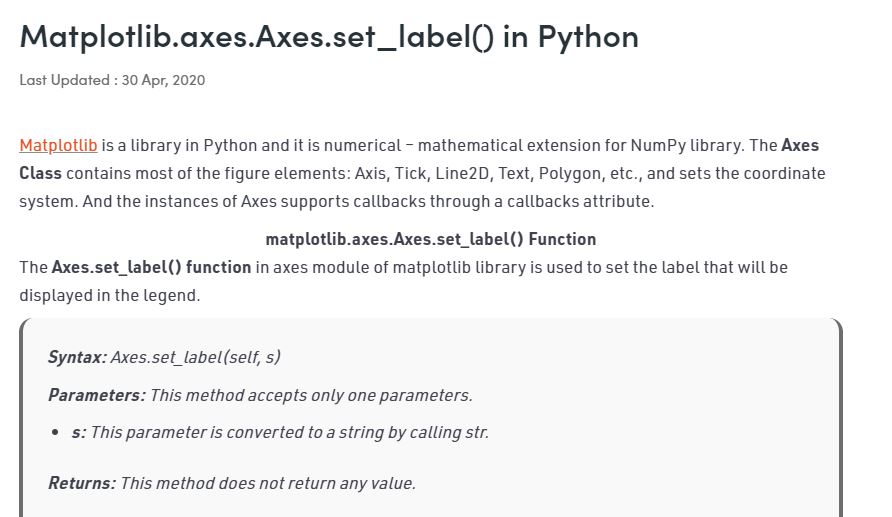 Matplotlib.axes.Axes.set_label() in Python
Last Updated : 30 Apr, 2020
Matplotlib is a library in Python and it is numerical – mathematical extension for NumPy library. The Axes
Class contains most of the figure elements: Axis, Tick, Line2D, Text, Polygon, etc., and sets the coordinate
system. And the instances of Axes supports callbacks through a callbacks attribute.
matplotlib.axes.Axes.set_label() Function
The Axes.set_label() function in axes module of matplotlib library is used to set the label that will be
displayed in the legend.
Syntax: Axes.set_label(self, s)
Parameters: This method accepts only one parameters.
• s: This parameter is converted to a string by calling str.
Returns: This method does not return any value.